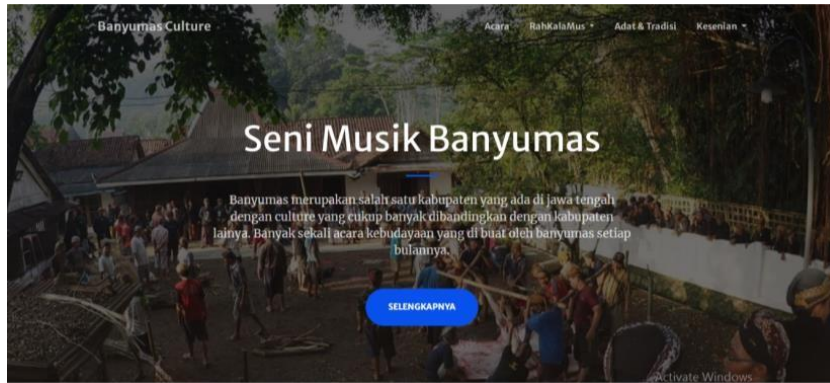 Banyumas Culture
Acara RahKalaMus Adat & Tradisi Kesenian
Seni Musik Banyumas
Banyumas merupakan salah satu kabupaten yang ada di jawa tengah
dengan culture yang cukup banyak dibandingkan dengan kabupaten
lainya. Banyak sekali acara kebudayaan yang di buat oleh banyumas setiap
bulannya.
SELENGKAPNYA
Activate Windows